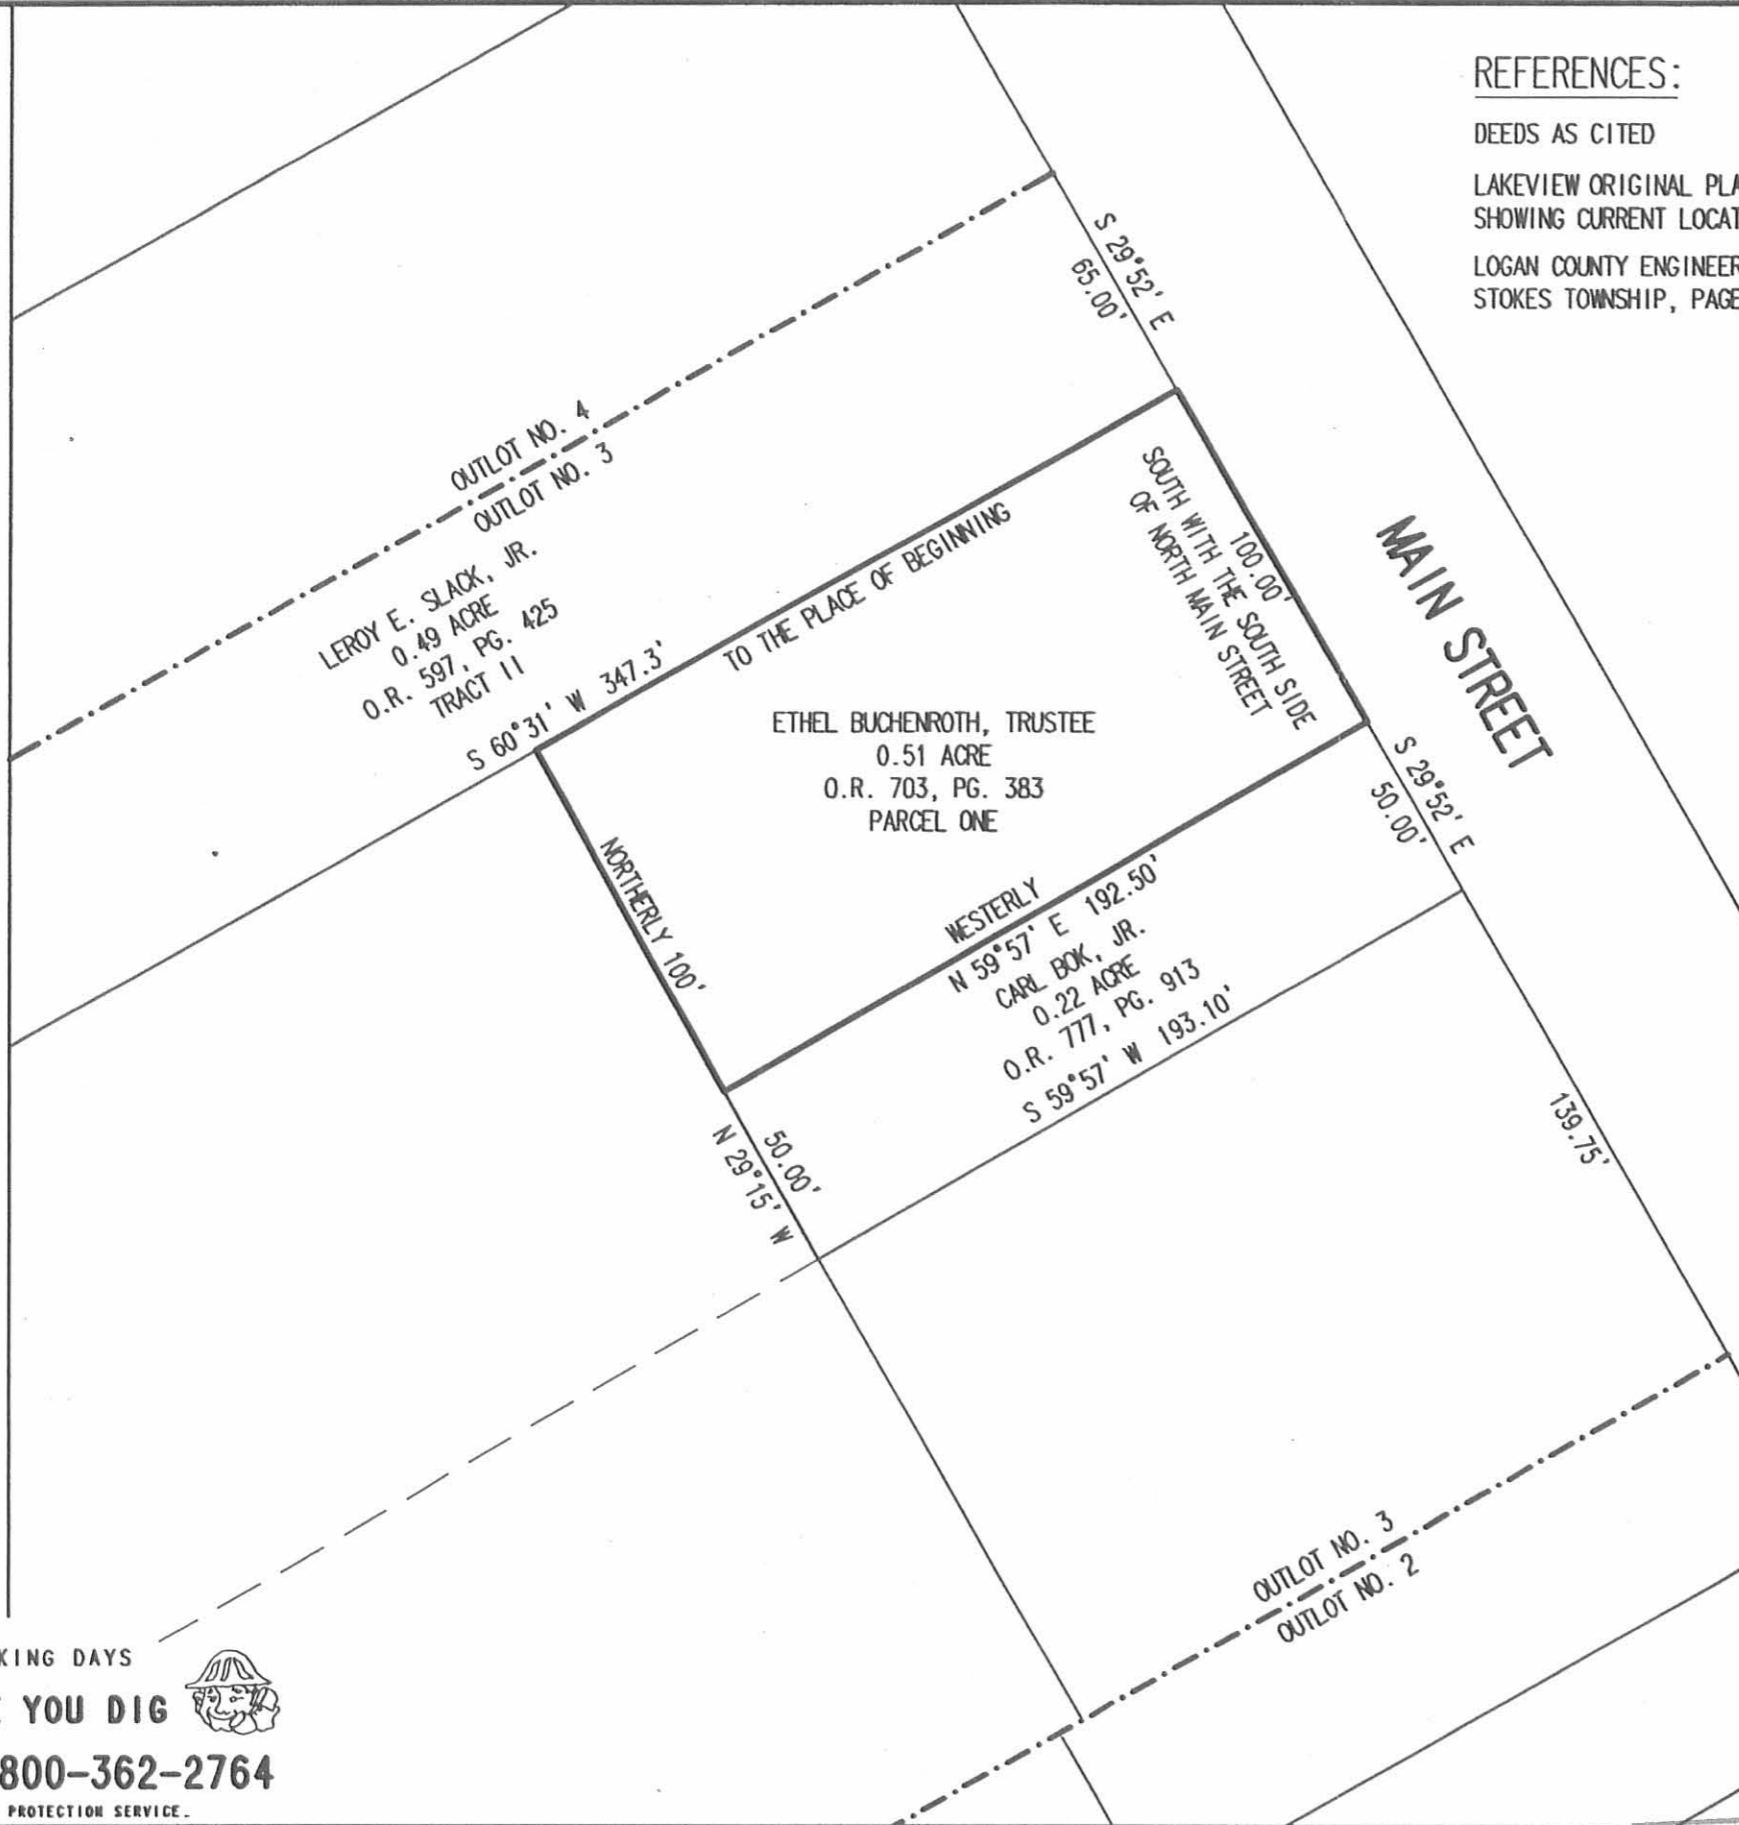 REFERENCES:
DEEDS AS CITED
LAKEVIEW ORIGINAL PLA
SHOWING CURRENT LOCAT
LOGAN COUNTY ENGINEER
STOKES TOWNSHIP, PAGE
S 29°52' E
65.00'
OUTLOT NO. 4
OUTLOT NO. 3
LEROY E. SLACK, JR.
0.49 ACRE
O.R. 597, PG. 425
TRACT II
S 60°31' W 347.3'
TO THE PLACE OF BEGINNING
100.00'
SOUTH WITH THE SOUTH SIDE
OF NORTH MAIN STREET
MAIN STREET
ETHEL BUCHENROTH, TRUSTEE
0.51 ACRE
O.R. 703, PG. 383
PARCEL ONE
S 29°52' E
50.00'
NORTHERLY 100'
WESTERLY
N 59°57' E 192.50'
CARL BOK, JR.
0.22 ACRE
O.R. 777, PG. 913
S 59°57' W 193.10'
50.00'
N 29°15' W
139.75'
OUTLOT NO. 3
OUTLOT NO. 2
KING DAYS
E YOU DIG
800-362-2764
PROTECTION SERVICE.